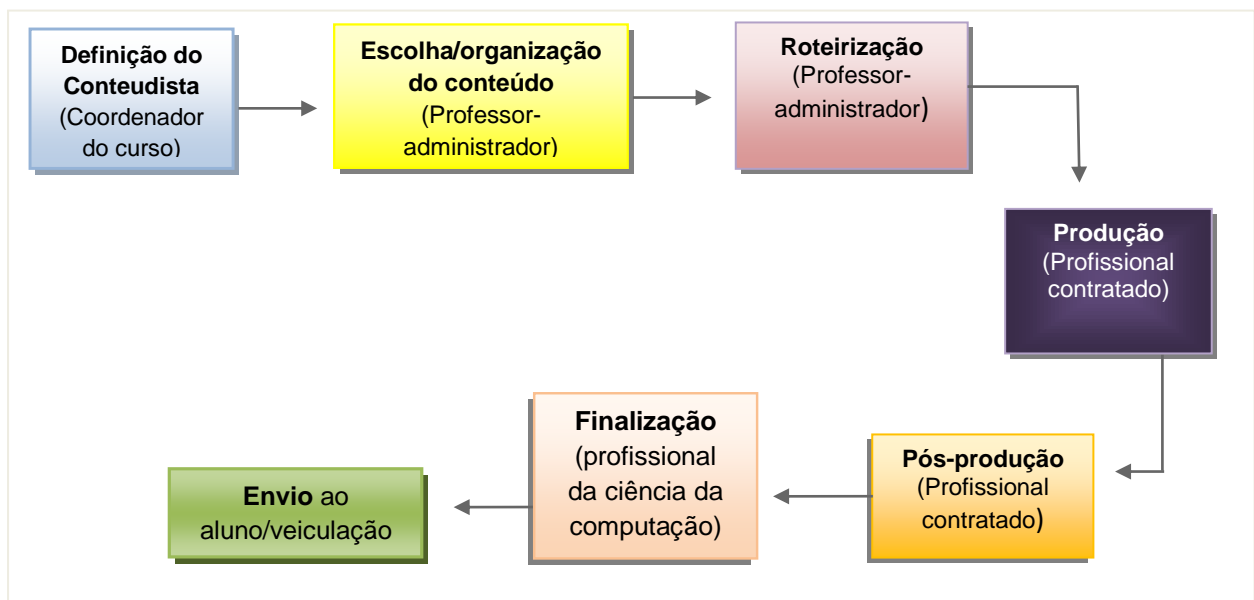 Definição do
Conteudista
(Coordenador
do curso)
Escolha/organização
do conteúdo
(Professor-
administrador)
Roteirização
(Professor-
administrador)
Produção
(Profissional
contratado)
Pós-produção
(Profissional
contratado)
Finalização
(profissional
da ciência da
computação)
Envio ao
aluno/veiculação